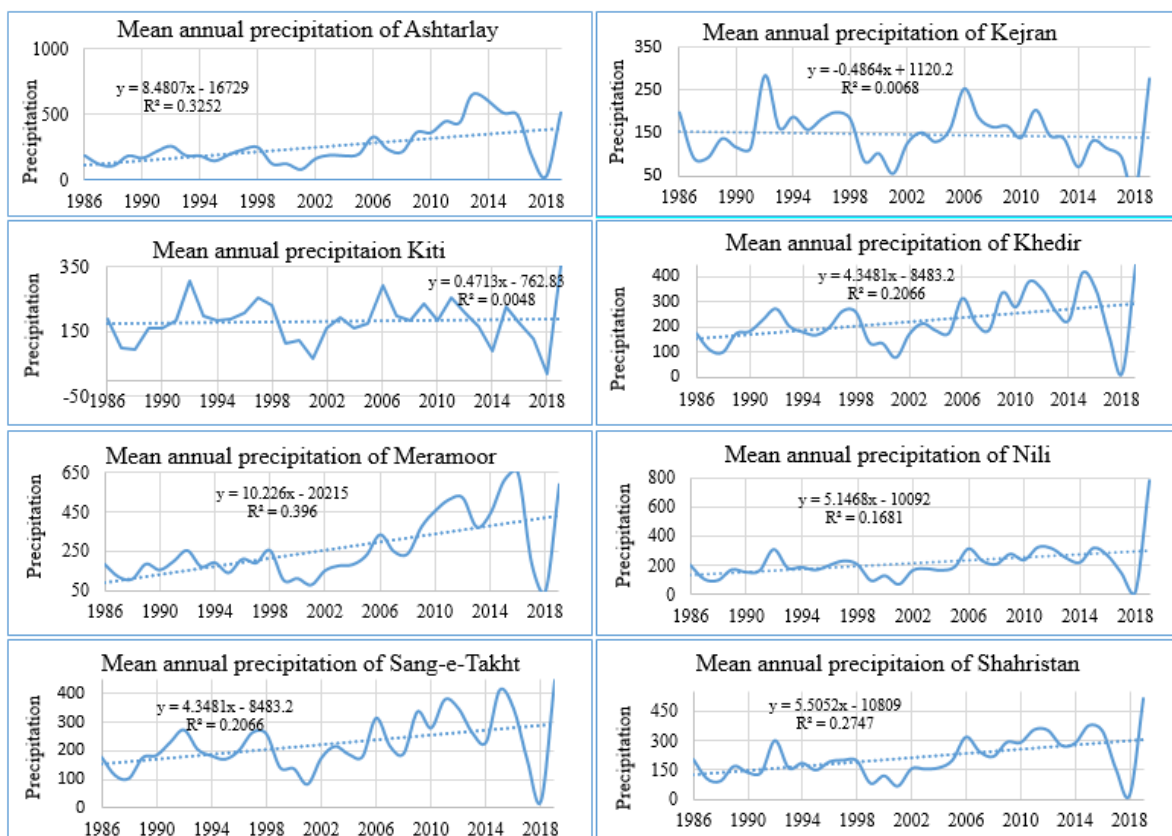 Mean annual precipitation of Ashtarlay
1000
500
0
Precipitation
y = 8.4807x - 16729
R² = 0.3252
1986 1990 1994 1998 2002 2006 2010 2014 2018
Mean annual precipitation of Kejran
350
250
150
50
Precipitation
y = -0.4864x + 1120.2
R² = 0.0068
1986 1990 1994 1998 2002 2006 2010 2014 2018
Mean annual precipitaion Kiti
350
150
-50
Precipitation
y = 0.4713x - 762.83
R² = 0.0048
1986 1990 1994 1998 2002 2006 2010 2014 2018
Mean annual precipitation of Khedir
400
300
200
100
0
Precipitation
y = 4.3481x - 8483.2
R² = 0.2066
1986 1990 1994 1998 2002 2006 2010 2014 2018
Mean annual precipitation of Meramoor
650
450
250
50
Precipitation
y = 10.226x - 20215
R² = 0.396
1986 1990 1994 1998 2002 2006 2010 2014 2018
Mean annual precipitation of Nili
800
600
400
200
0
Precipitation
y = 5.1468x - 10092
R² = 0.1681
1986 1990 1994 1998 2002 2006 2010 2014 2018
Mean annual precipitation of Sang-e-Takht
400
300
200
100
0
Precipitation
y = 4.3481x - 8483.2
R² = 0.2066
1986 1990 1994 1998 2002 2006 2010 2014 2018
Mean annual precipitaion of Shahristan
450
300
150
0
Precipitation
y = 5.5052x - 10809
R² = 0.2747
1986 1990 1994 1998 2002 2006 2010 2014 2018